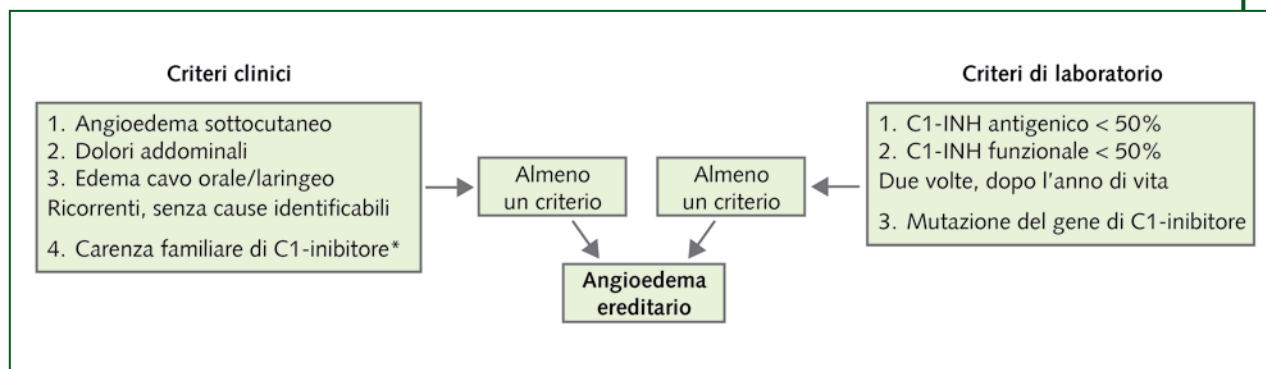 Criteri clinici
1. Angioedema sottocutaneo
2. Dolori addominali
3. Edema cavo orale/laringeo
Ricorrenti, senza cause identificabili
4. Carenza familiare di C1-inibitore*
Almeno
un criterio
Almeno
un criterio
Angioedema
ereditario
Criteri di laboratorio
1. C1-INH antigenico < 50%
2. C1-INH funzionale < 50%
Due volte, dopo l'anno di vita
3. Mutazione del gene di C1-inibitore